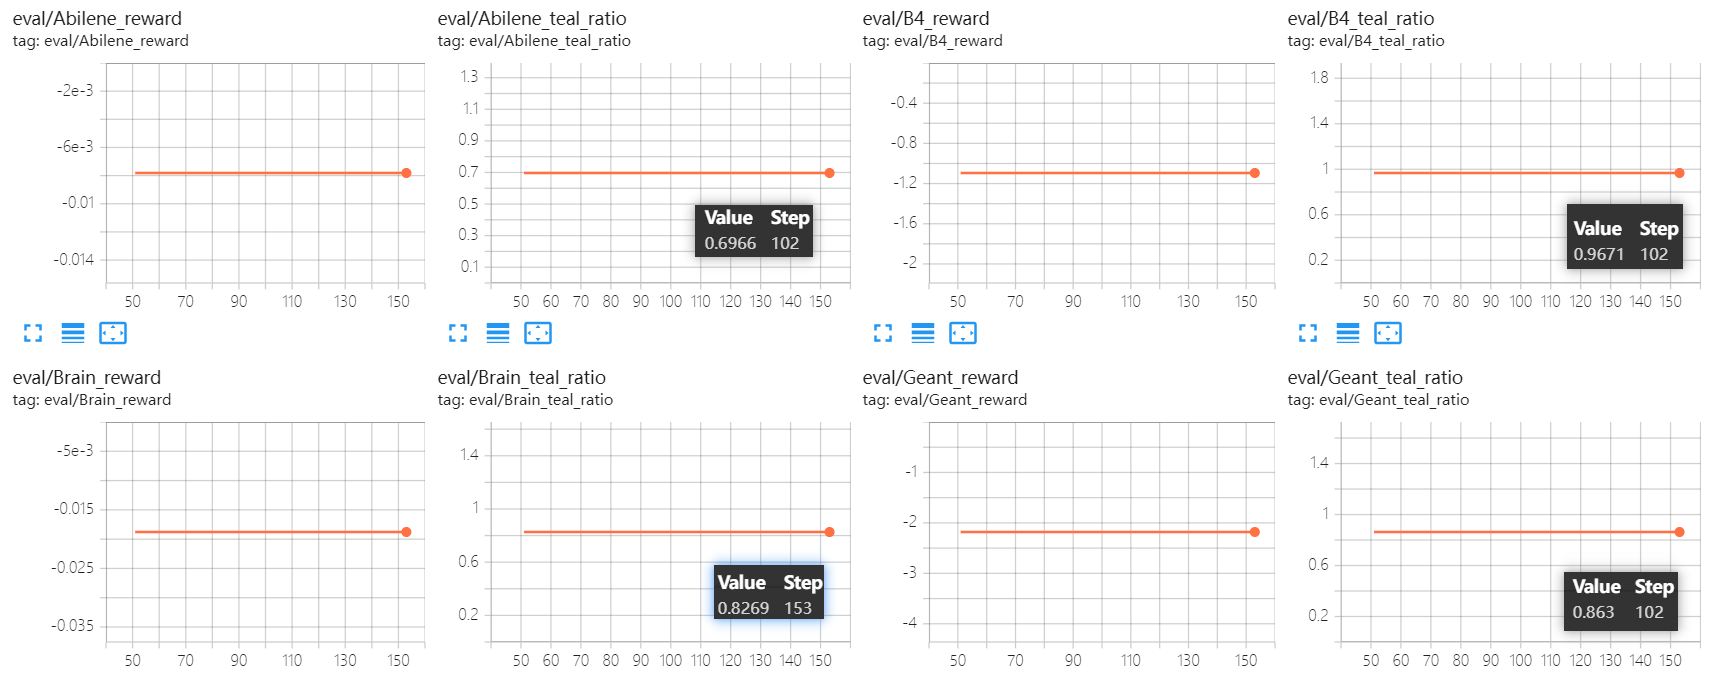 eval/Abilene_reward
tag: eval/Abilene_reward
-2e-3
-6e-3
-0.01
-0.014
50 70 90 110 130 150
eval/Abilene_teal_ratio
tag: eval/Abilene_teal_ratio
1.3
1.1
0.9
0.7
0.5
0.3
0.1
Value Step
0.6966 102
50 60 70 80 90 100 110 120 130 140 150
eval/B4_reward
tag: eval/B4_reward
-0.4
-0.8
-1.2
-1.6
-2
50 70 90 110 130 150
eval/B4_teal_ratio
tag: eval/B4_teal_ratio
1.8
1.4
1
0.6
0.2
Value Step
0.9671 102
50 60 70 80 90 100 110 120 130 140 150
eval/Brain_reward
tag: eval/Brain_reward
-5e-3
-0.015
-0.025
-0.035
50 70 90 110 130 150
eval/Brain_teal_ratio
tag: eval/Brain_teal_ratio
1.4
1
0.6
0.2
Value Step
0.8269 153
50 60 70 80 90 100 110 120 130 140 150
eval/Geant_reward
tag: eval/Geant_reward
-1
-2
-3
-4
50 70 90 110 130 150
eval/Geant_teal_ratio
tag: eval/Geant_teal_ratio
1.4
1
0.6
0.2
Value Step
0.863 102
50 60 70 80 90 100 110 120 130 140 150